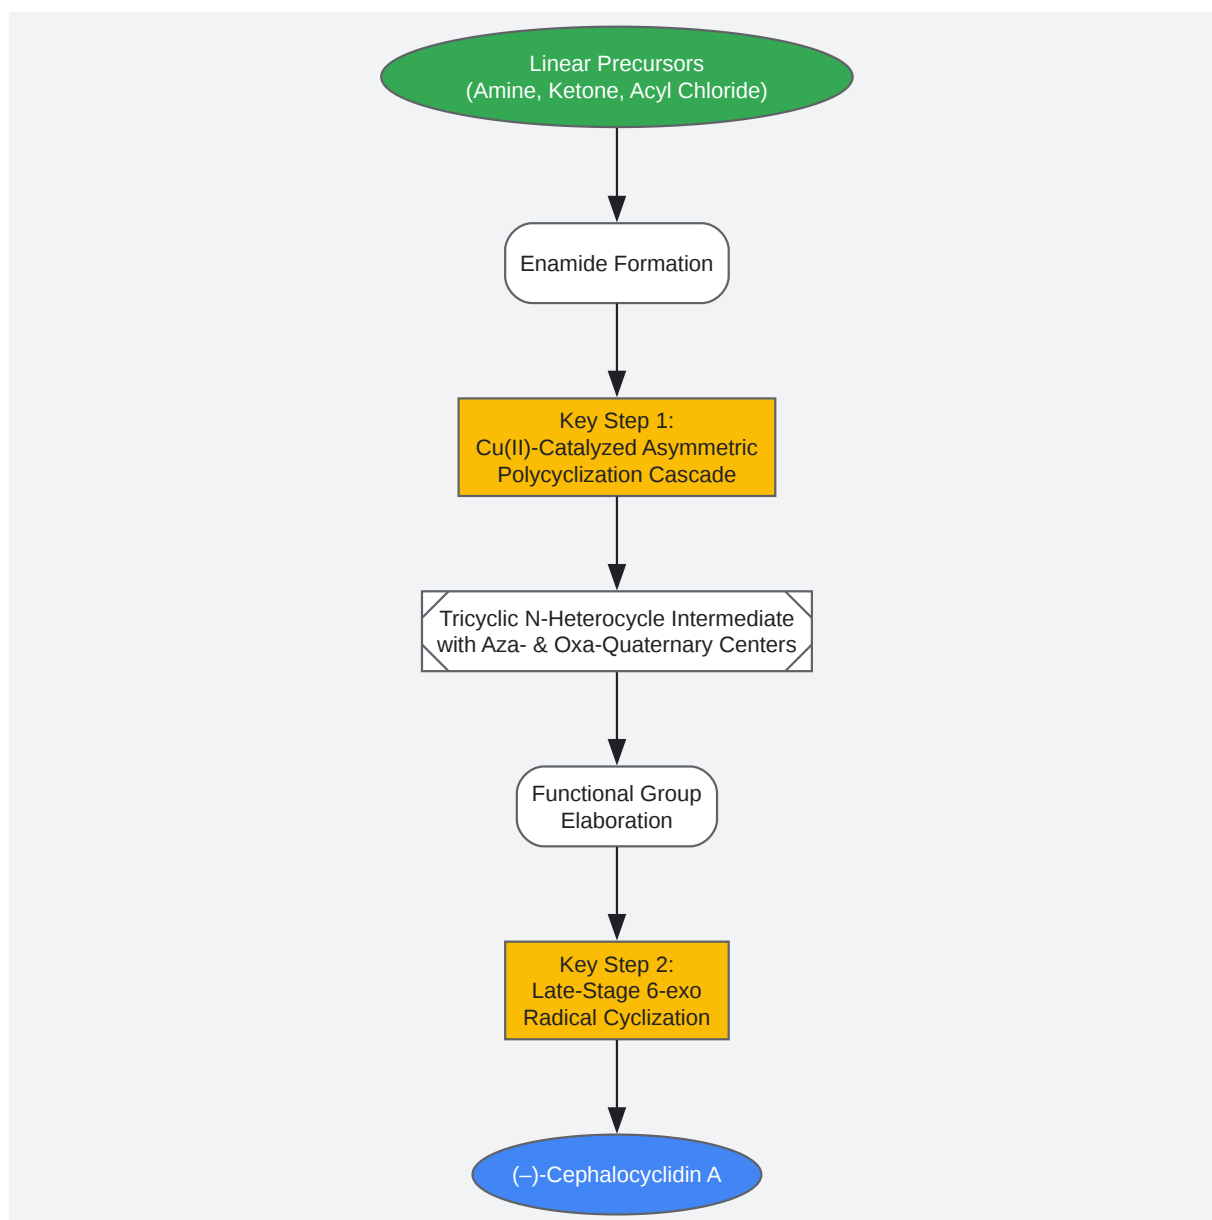 Linear Precursors
(Amine, Ketone, Acyl Chloride)
Enamide Formation
Key Step 1:
Cu(II)-Catalyzed Asymmetric
Polycyclization Cascade
Tricyclic N-Heterocycle Intermediate
with Aza- & Oxa-Quaternary Centers
Functional Group
Elaboration
Key Step 2:
Late-Stage 6-exo
Radical Cyclization
(–)-Cephalocyclidin A